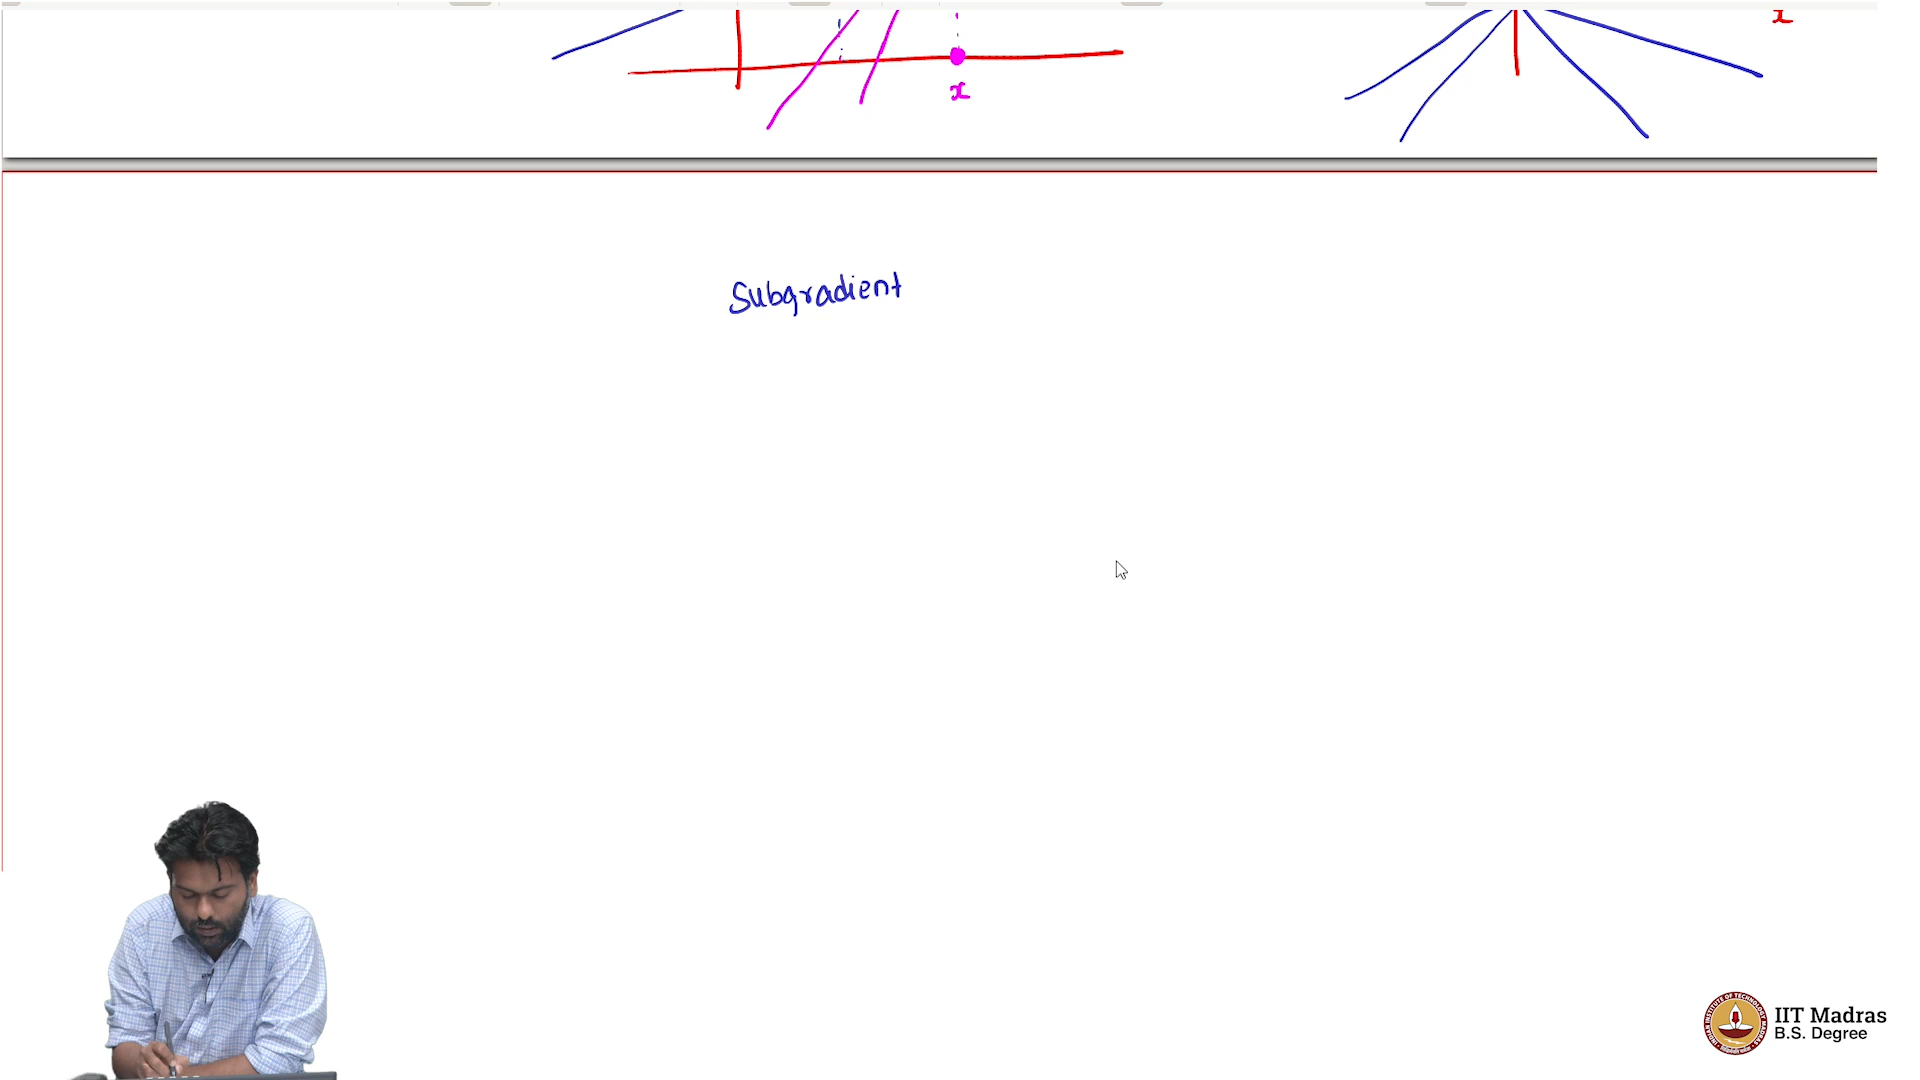 x
x
Subgradient
IIT Madras
B.S. Degree